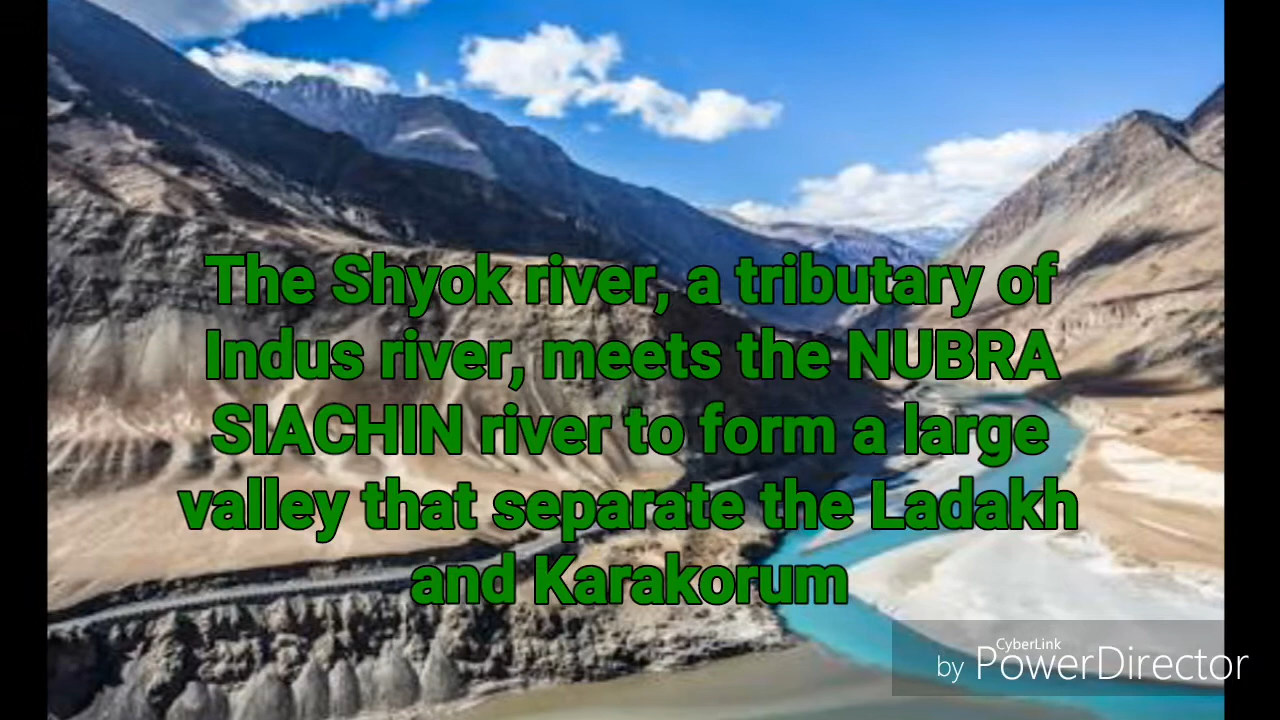 The Shyok river, a tributary of
Indus river, meets the NUBRA
SIACHIN river to form a large
valley that separate the Ladakh
and Karakorum
CyberLink
by PowerDirector